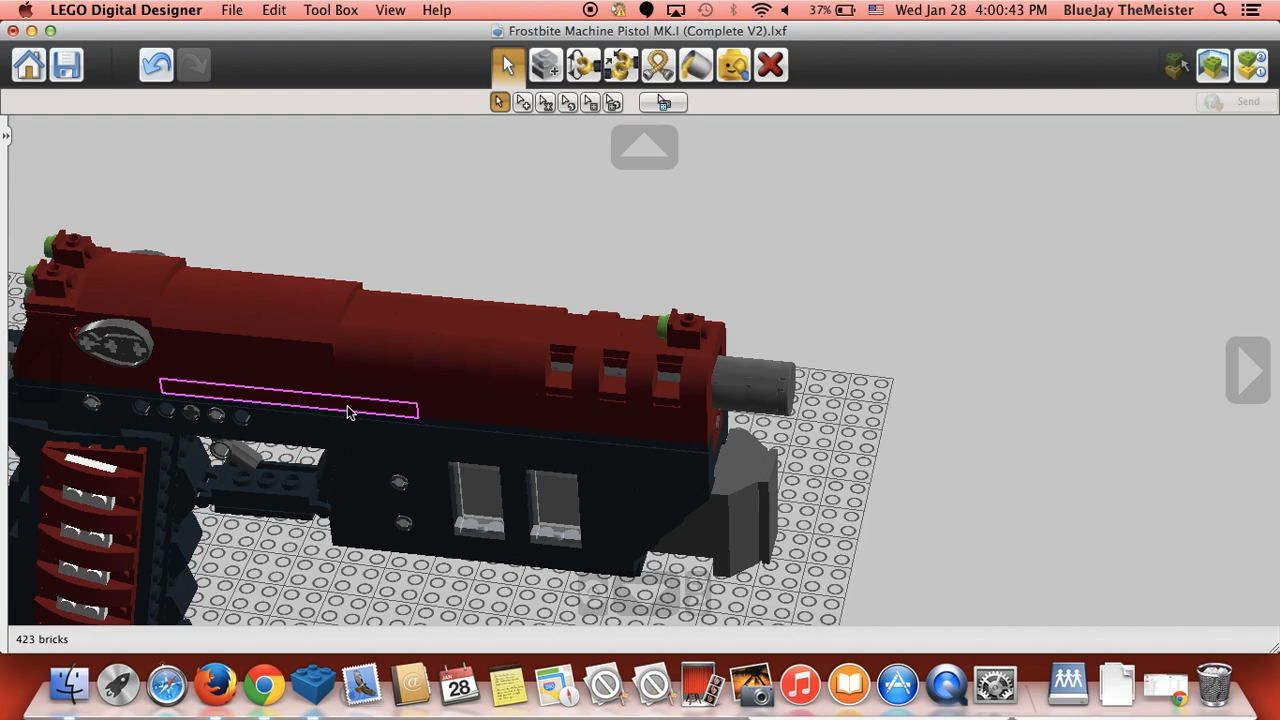 LEGO Digital Designer File Edit Tool Box View Help 37% Wed Jan 28 4:00:43 PM BlueJay TheMeister
Frostbite Machine Pistol MK.I (Complete V2).lxf
Send
423 bricks
JAN
28